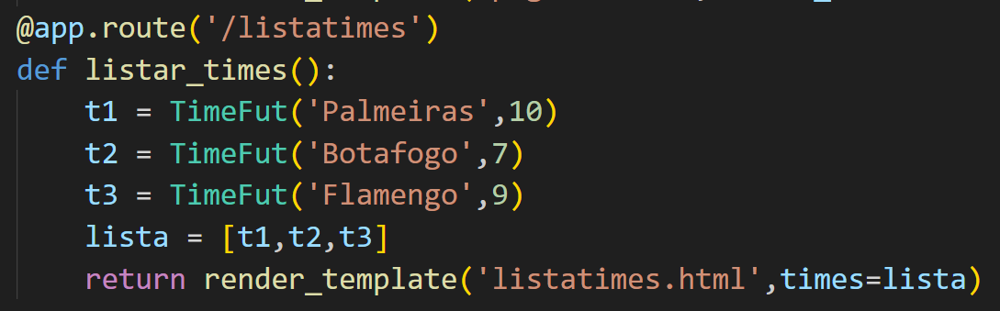 @app.route('/listatimes')
def listar_times():
    t1 = TimeFut('Palmeiras',10)
    t2 = TimeFut('Botafogo',7)
    t3 = TimeFut('Flamengo',9)
    lista = [t1,t2,t3]
    return render_template('listatimes.html',times=lista)